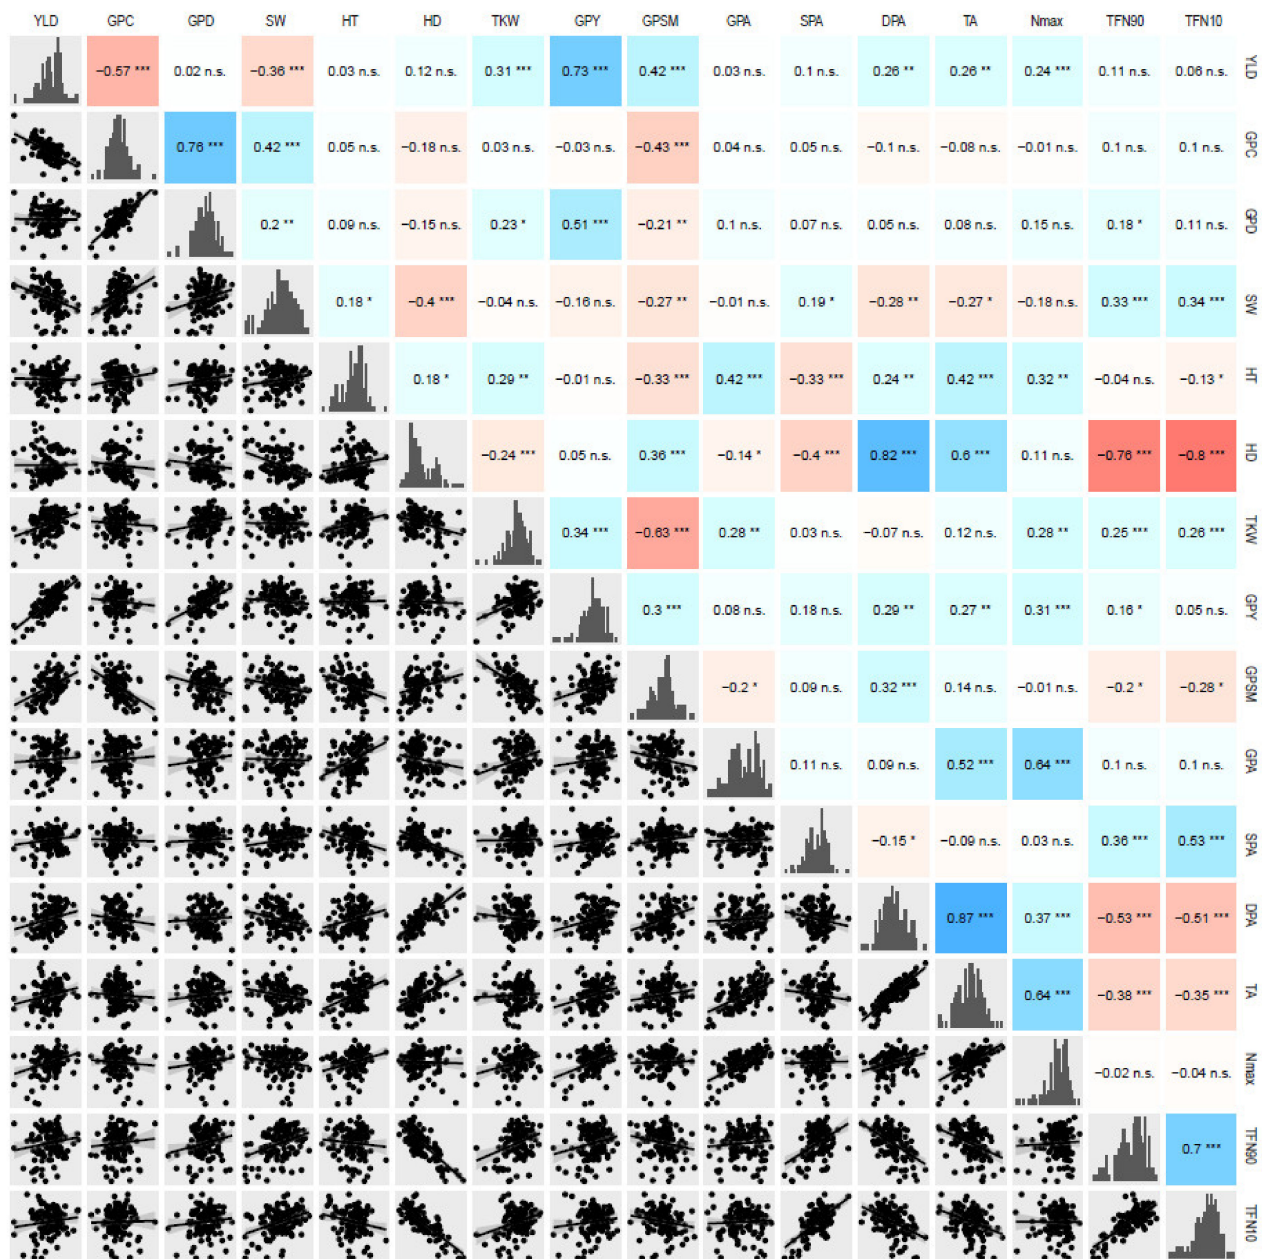 YLD GPC GPD SW HT HD TKW GPY GPSM GPA SPA DPA TA Nmax TFN90 TFN10
−0.57 *** 0.02 n.s. −0.36 *** 0.03 n.s. 0.12 n.s. 0.31 *** 0.73 *** 0.42 *** 0.03 n.s. 0.1 n.s. 0.26 ** 0.26 ** 0.24 *** 0.11 n.s. 0.06 n.s. YLD
0.76 *** 0.42 *** 0.05 n.s. −0.18 n.s. 0.03 n.s. −0.03 n.s. −0.43 *** 0.04 n.s. 0.05 n.s. −0.1 n.s. −0.08 n.s. −0.01 n.s. 0.1 n.s. 0.1 n.s. GPC
0.2 ** 0.09 n.s. −0.15 n.s. 0.23 * 0.51 *** −0.21 ** 0.1 n.s. 0.07 n.s. 0.05 n.s. 0.08 n.s. 0.15 n.s. 0.18 * 0.11 n.s. GPD
0.18 * −0.4 *** −0.04 n.s. −0.16 n.s. −0.27 ** −0.01 n.s. 0.19 * −0.28 ** −0.27 * −0.18 n.s. 0.33 *** 0.34 *** SW
0.18 * 0.29 ** −0.01 n.s. −0.33 *** 0.42 *** −0.33 *** 0.24 ** 0.42 *** 0.32 ** −0.04 n.s. −0.13 * HT
−0.24 *** 0.05 n.s. 0.36 *** −0.14 * −0.4 *** 0.82 *** 0.6 *** 0.11 n.s. −0.76 *** −0.8 *** HD
0.34 *** −0.63 *** 0.28 ** 0.03 n.s. −0.07 n.s. 0.12 n.s. 0.28 ** 0.25 *** 0.26 *** TKW
0.3 *** 0.08 n.s. 0.18 n.s. 0.29 ** 0.27 ** 0.31 *** 0.16 * 0.05 n.s. GPY
−0.2 * 0.09 n.s. 0.32 *** 0.14 n.s. −0.01 n.s. −0.2 * −0.28 * GPSM
0.11 n.s. 0.09 n.s. 0.52 *** 0.64 *** 0.1 n.s. 0.1 n.s. GPA
−0.15 * −0.09 n.s. 0.03 n.s. 0.36 *** 0.53 *** SPA
0.87 *** 0.37 *** −0.53 *** −0.51 *** DPA
0.64 *** −0.38 *** −0.35 *** TA
−0.02 n.s. −0.04 n.s. Nmax
0.7 *** TFN90
TFN10